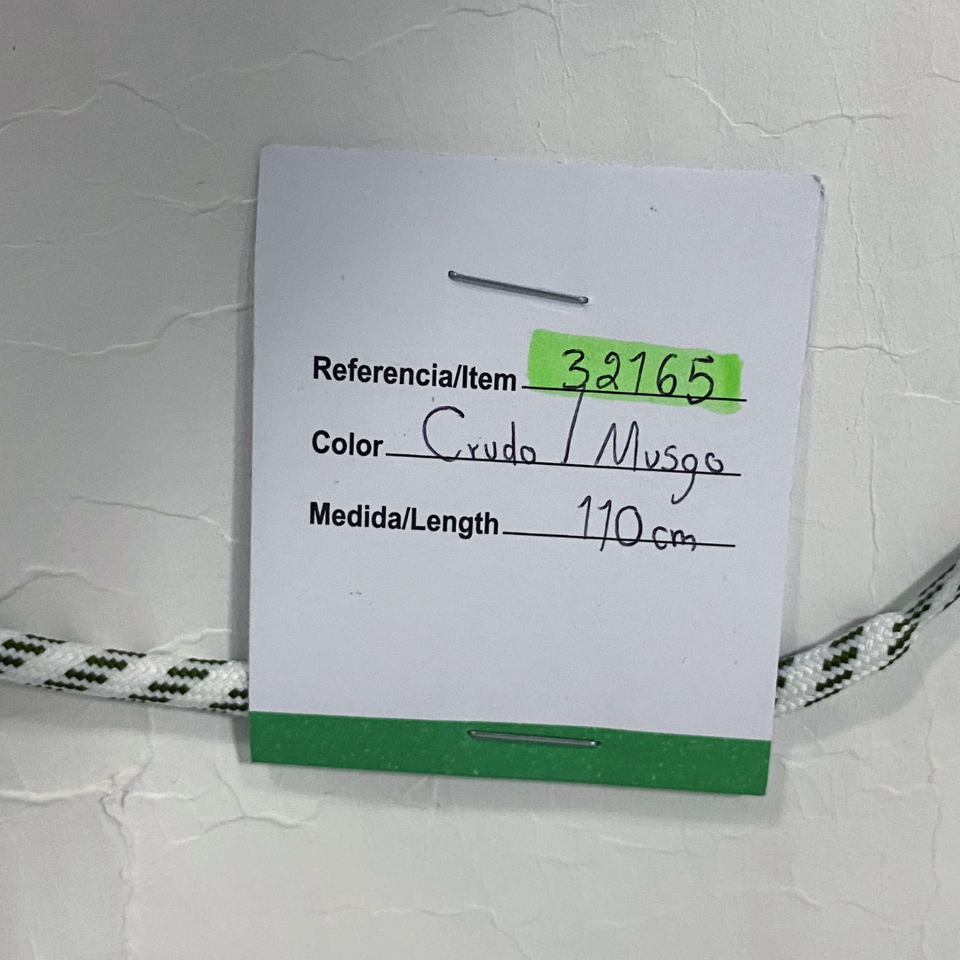 Referencia/Item 32165
Color Crudo / Musgo
Medida/Length 110 cm